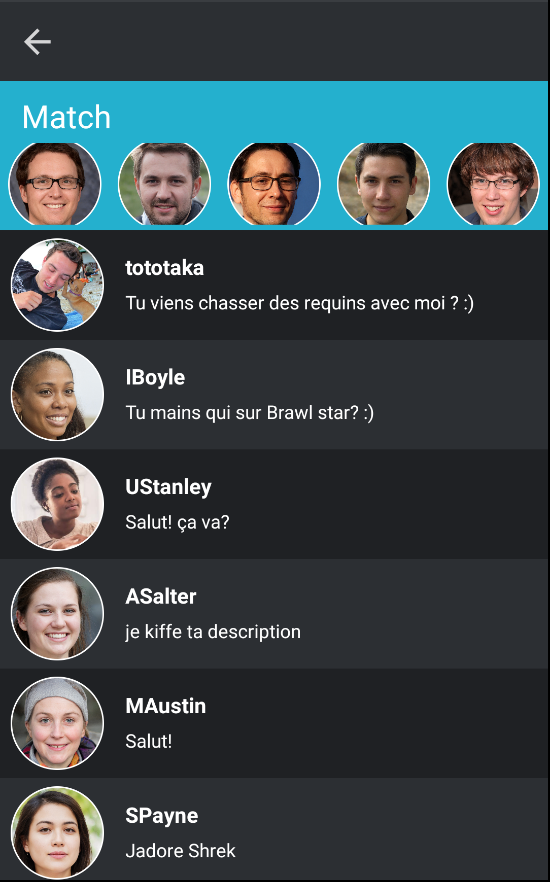 Match
tototaka
Tu viens chasser des requins avec moi ? :)
IBoyle
Tu mains qui sur Brawl star? :)
UStanley
Salut! ça va?
ASalter
je kiffe ta description
MAustin
Salut!
SPayne
Jadore Shrek